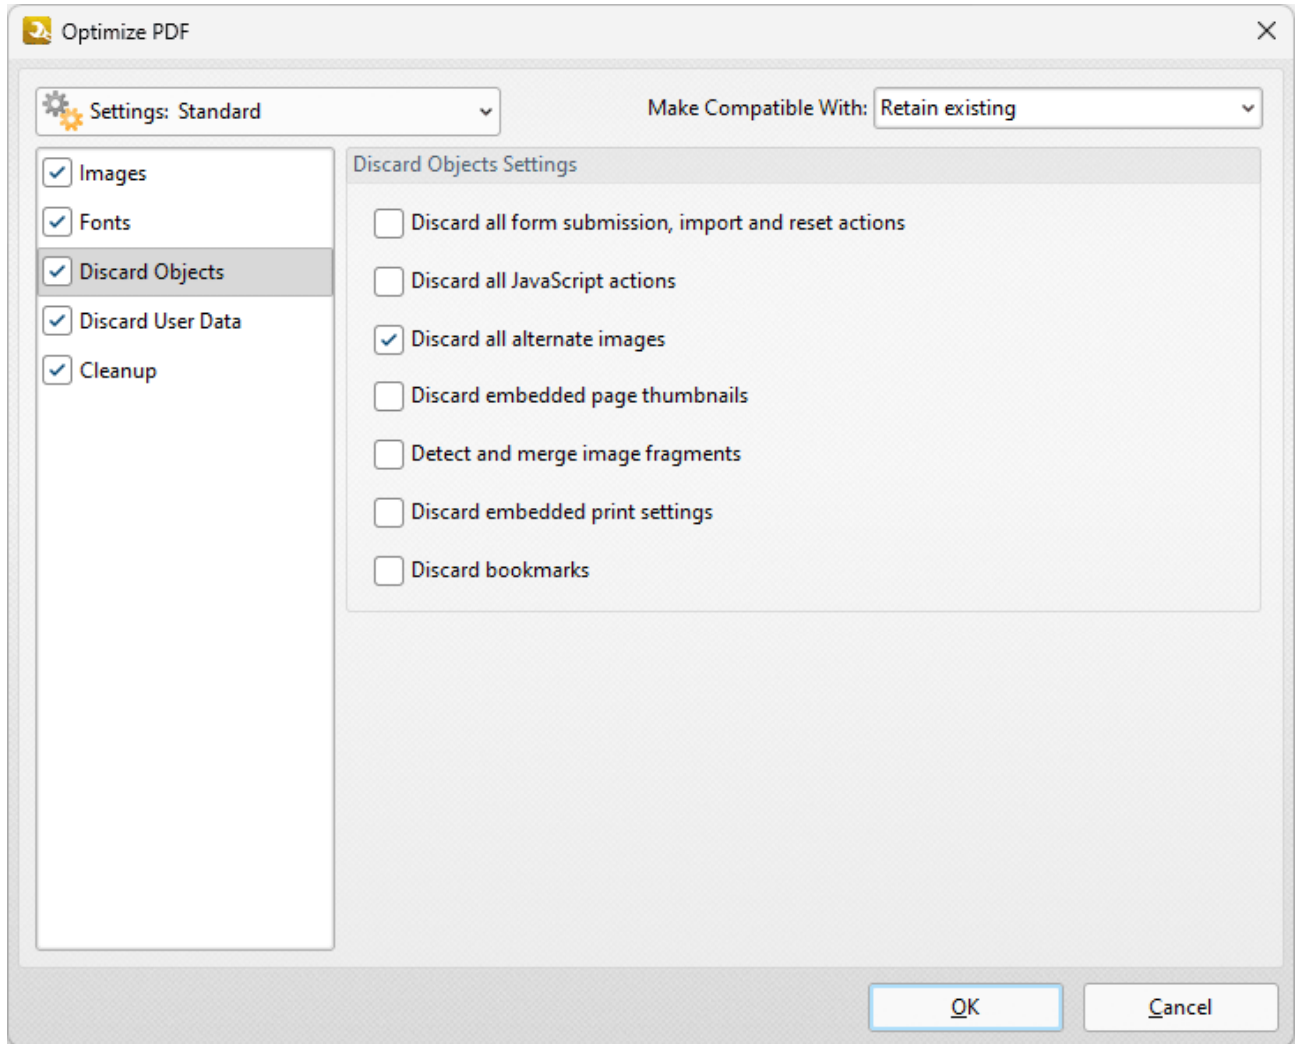 Optimize PDF
Settings: Standard
Make Compatible With: Retain existing
Images
Fonts
Discard Objects
Discard User Data
Cleanup
Discard Objects Settings
Discard all form submission, import and reset actions
Discard all JavaScript actions
Discard all alternate images
Discard embedded page thumbnails
Detect and merge image fragments
Discard embedded print settings
Discard bookmarks
OK
Cancel